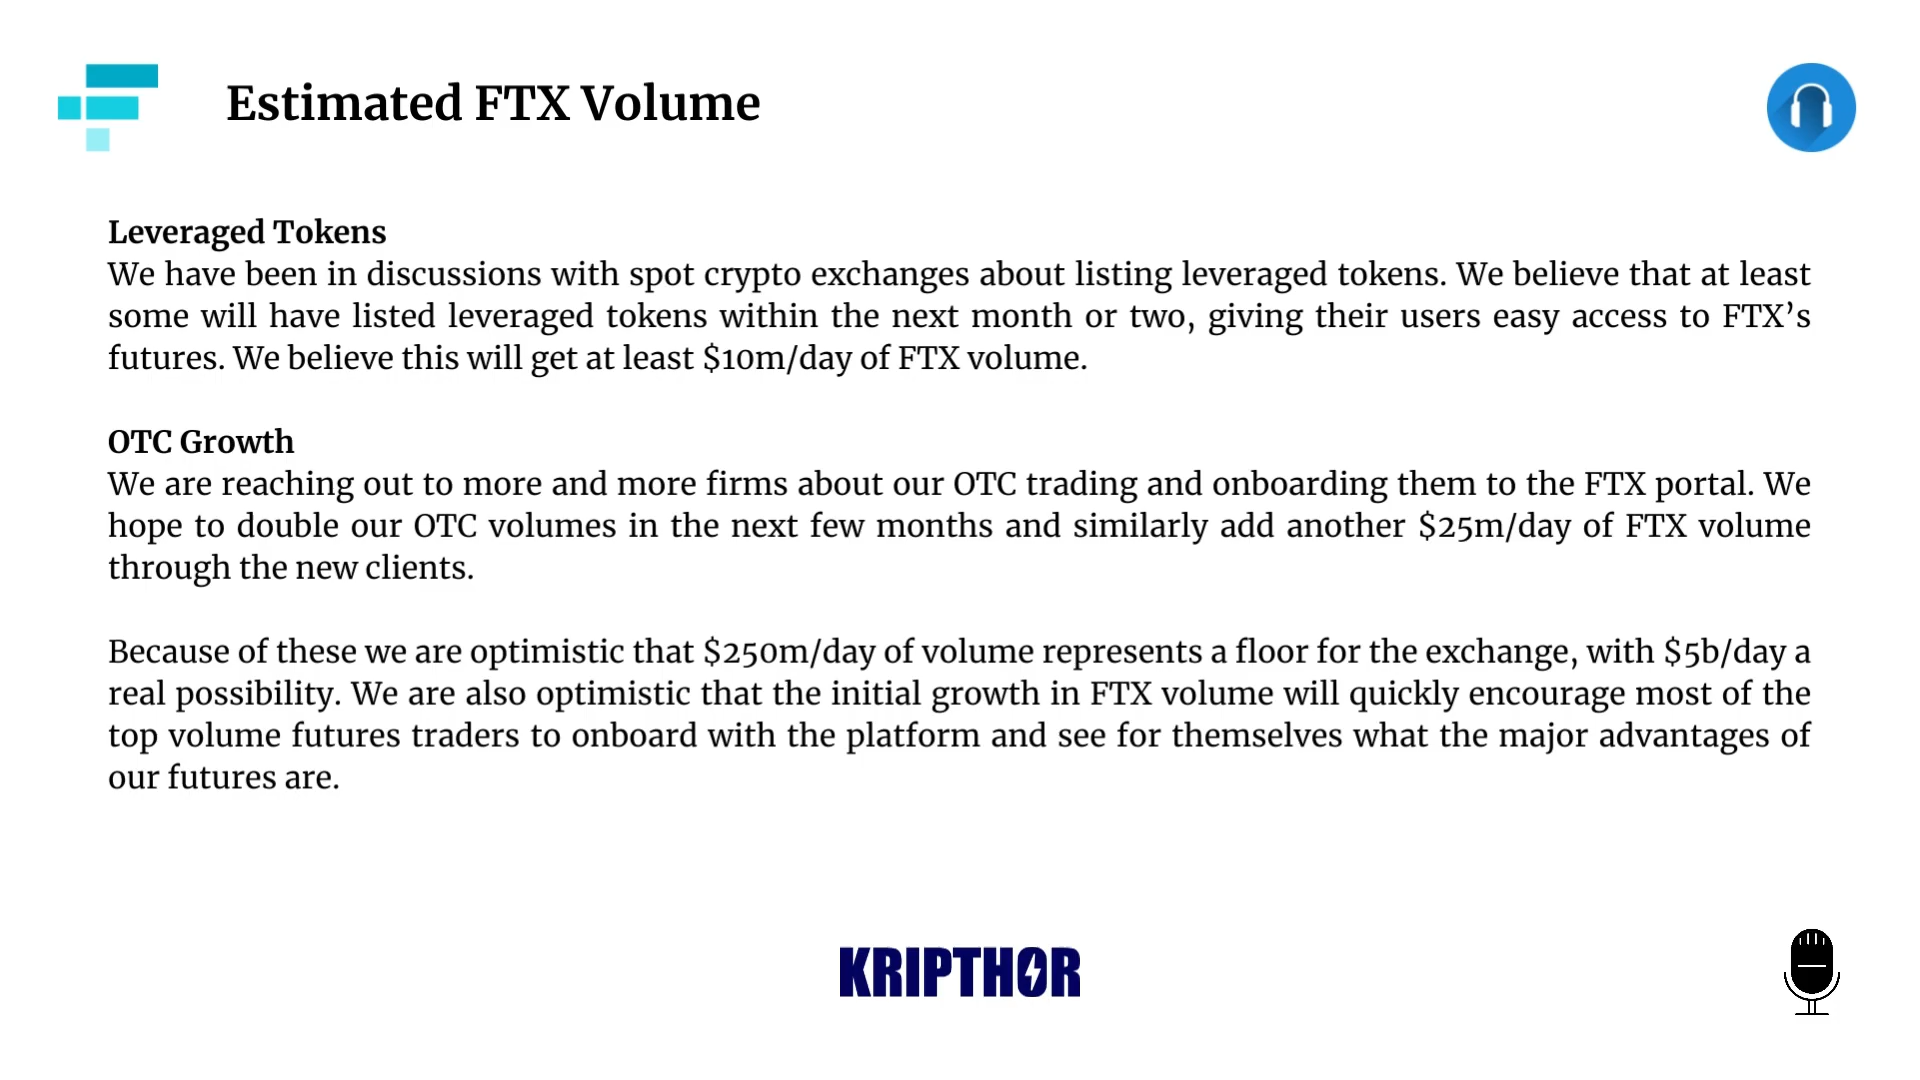 Estimated FTX Volume
Leveraged Tokens
We have been in discussions with spot crypto exchanges about listing leveraged tokens. We believe that at least
some will have listed leveraged tokens within the next month or two, giving their users easy access to FTX’s
futures. We believe this will get at least $10m/day of FTX volume.
OTC Growth
We are reaching out to more and more firms about our OTC trading and onboarding them to the FTX portal. We
hope to double our OTC volumes in the next few months and similarly add another $25m/day of FTX volume
through the new clients.
Because of these we are optimistic that $250m/day of volume represents a floor for the exchange, with $5b/day a
real possibility. We are also optimistic that the initial growth in FTX volume will quickly encourage most of the
top volume futures traders to onboard with the platform and see for themselves what the major advantages of
our futures are.
KRIPTHOR